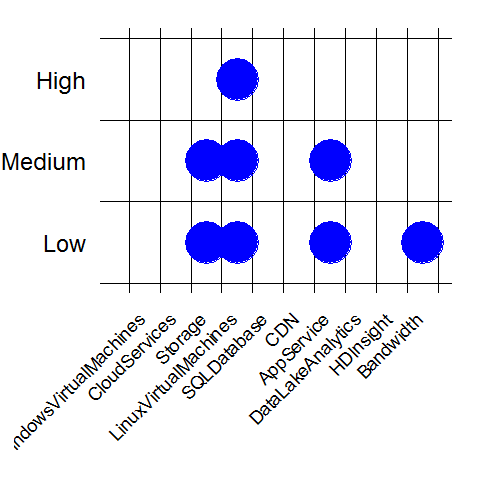 High
Medium
Low
ndowsVirtualMachines
CloudServices
Storage
LinuxVirtualMachines
SQLDatabase
CDN
AppService
DataLakeAnalytics
HDInsight
Bandwidth